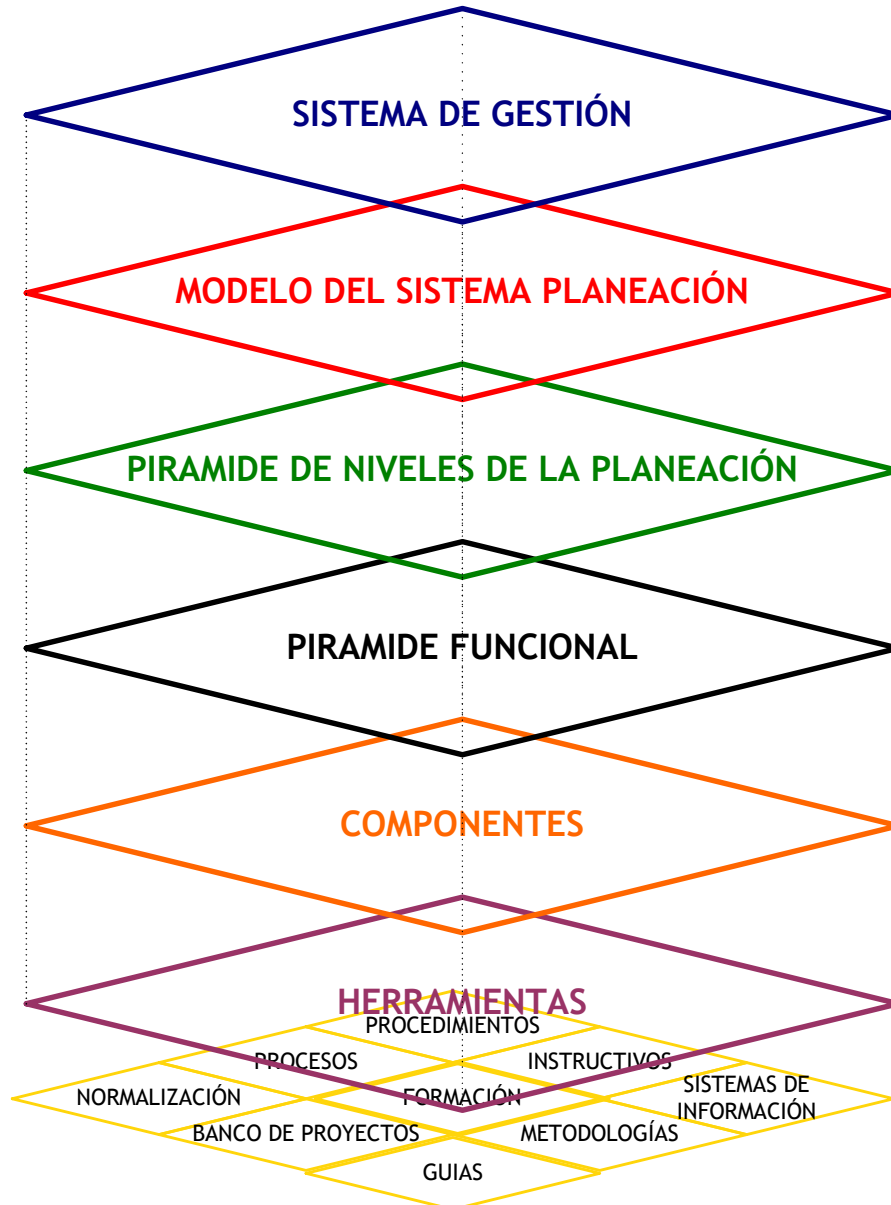 SISTEMA DE GESTIÓN
MODELO DEL SISTEMA PLANEACIÓN
PIRAMIDE DE NIVELES DE LA PLANEACIÓN
PIRAMIDE FUNCIONAL
COMPONENTES
HERRAMIENTAS
PROCEDIMIENTOS
PROCESOS
INSTRUCTIVOS
NORMALIZACIÓN
FORMACIÓN
SISTEMAS DE
INFORMACIÓN
BANCO DE PROYECTOS
METODOLOGÍAS
GUIAS